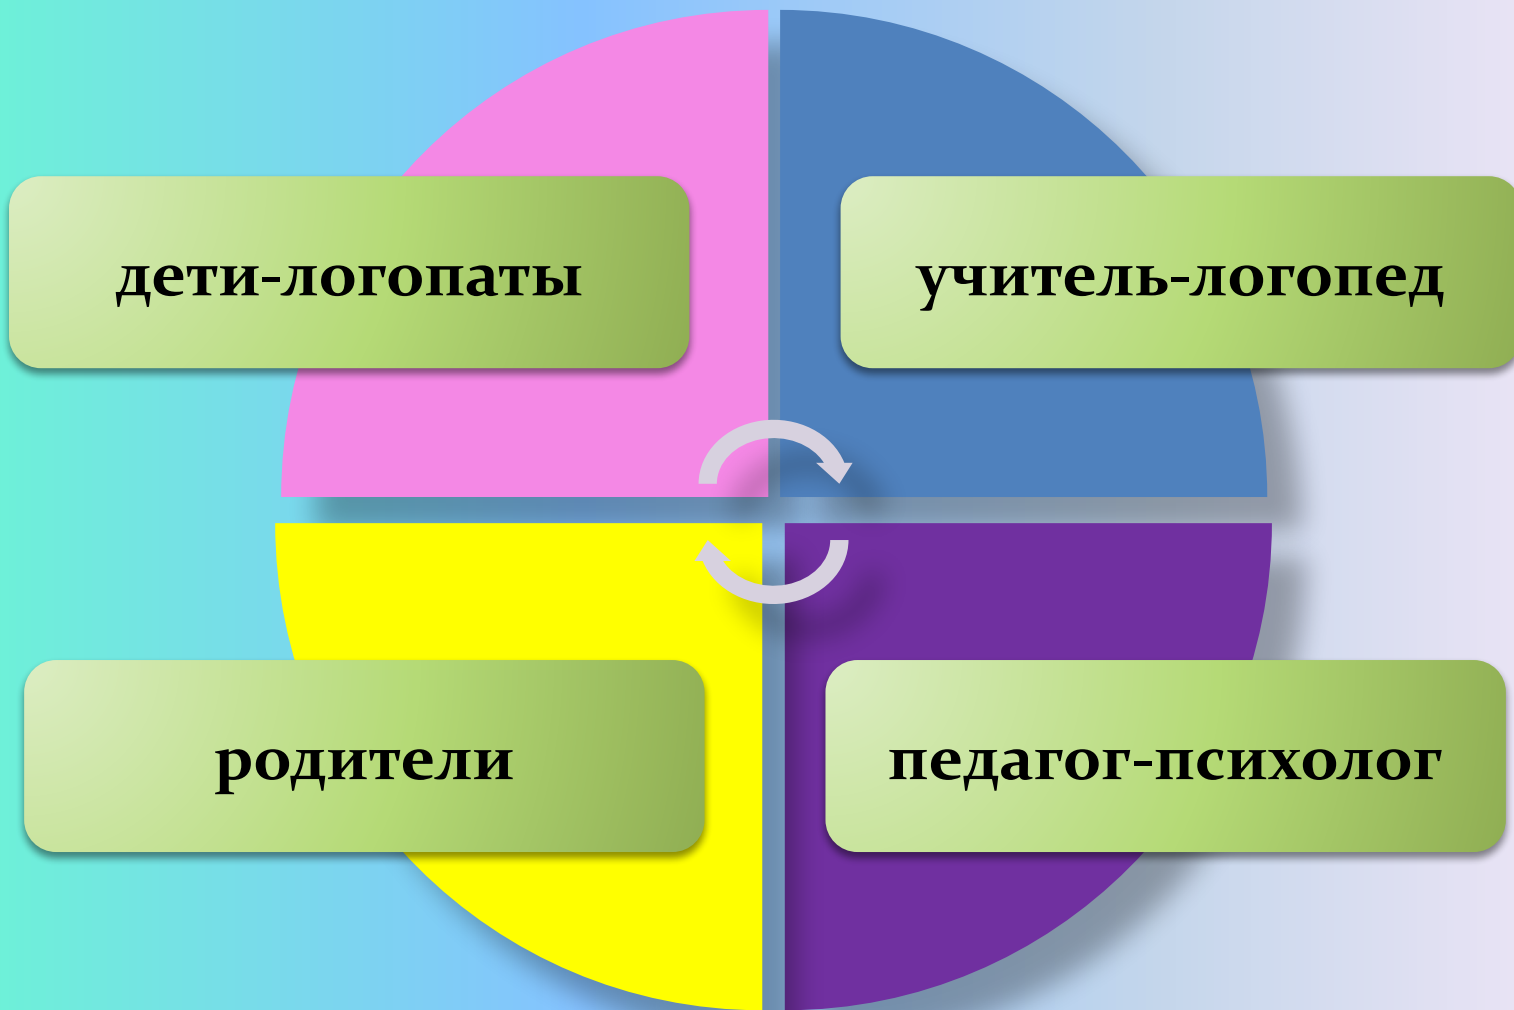 дети-логопаты
учитель-логопед
родители
педагог-психолог